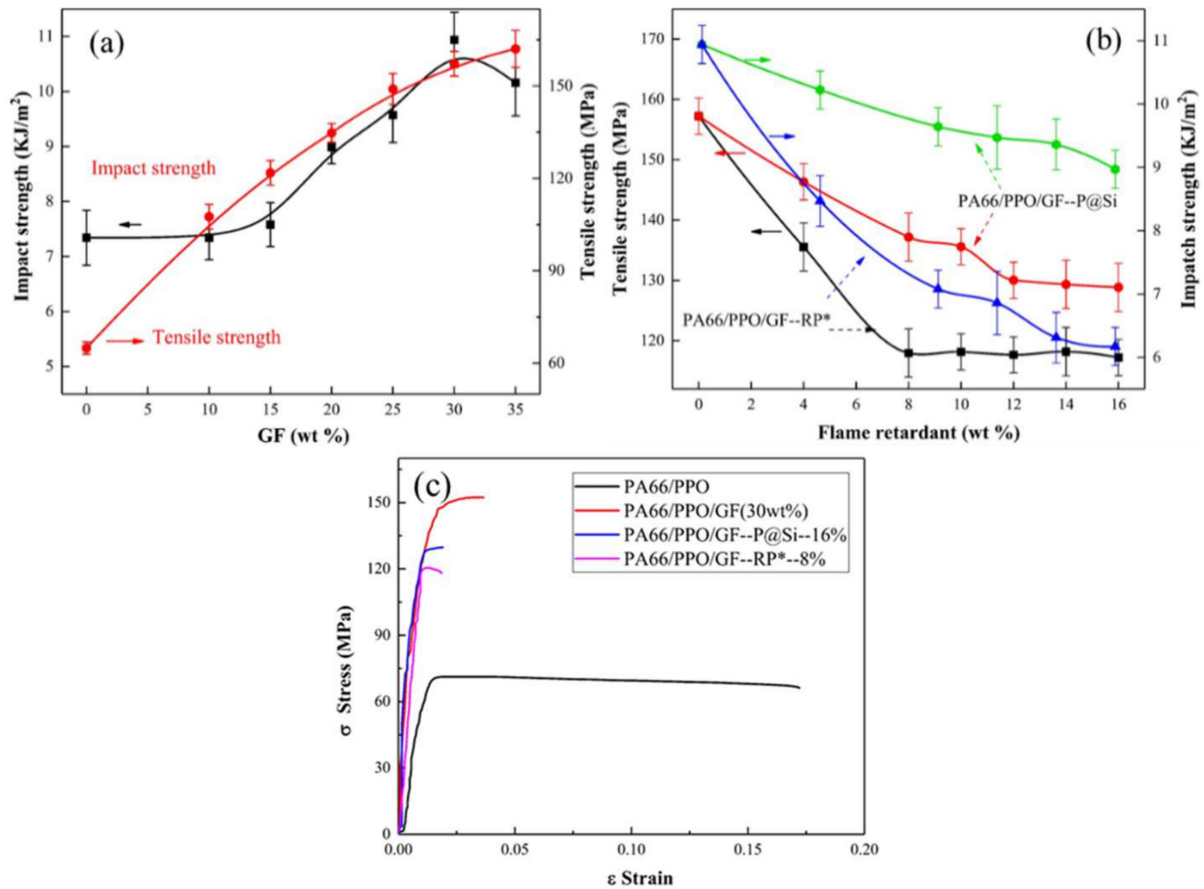 (a)
Impact strength (KJ/m²)
11
10
9
8
7
6
5
Impact strength
Tensile strength
150
120
90
60
Tensile strength (MPa)
0 5 10 15 20 25 30 35
GF (wt %)
(b)
Tensile strength (MPa)
170
160
150
140
130
120
PA66/PPO/GF--P@Si
PA66/PPO/GF--RP*
11
10
9
8
7
6
Impatch strength (KJ/m²)
0 2 4 6 8 10 12 14 16
Flame retardant (wt %)
(c)
σ Stress (MPa)
150
120
90
60
30
0
PA66/PPO
PA66/PPO/GF(30wt%)
PA66/PPO/GF--P@Si--16%
PA66/PPO/GF--RP*--8%
0.00 0.05 0.10 0.15 0.20
ε Strain